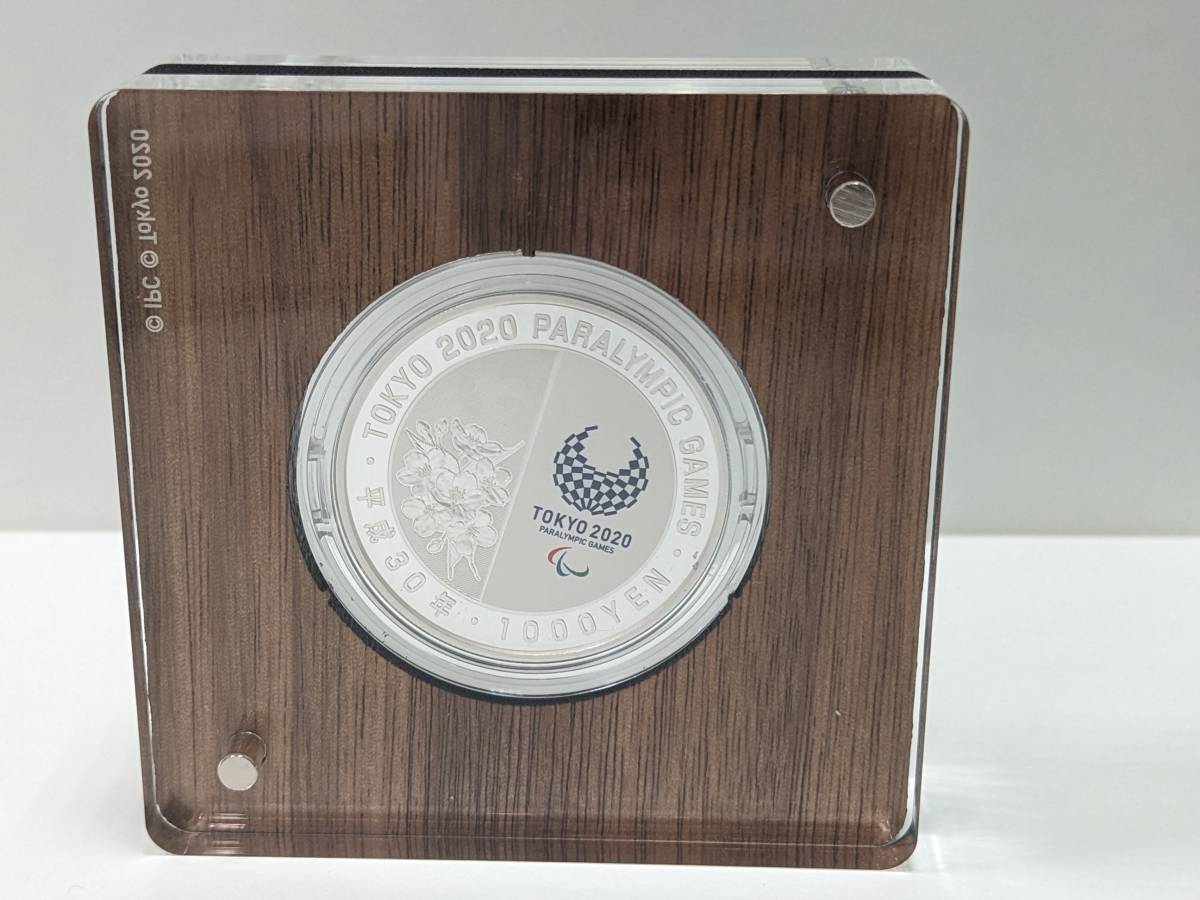 © IPC © Tokyo 2020
TOKYO 2020 PARALYMPIC GAMES
平成30年・1000YEN
TOKYO 2020
PARALYMPIC GAMES